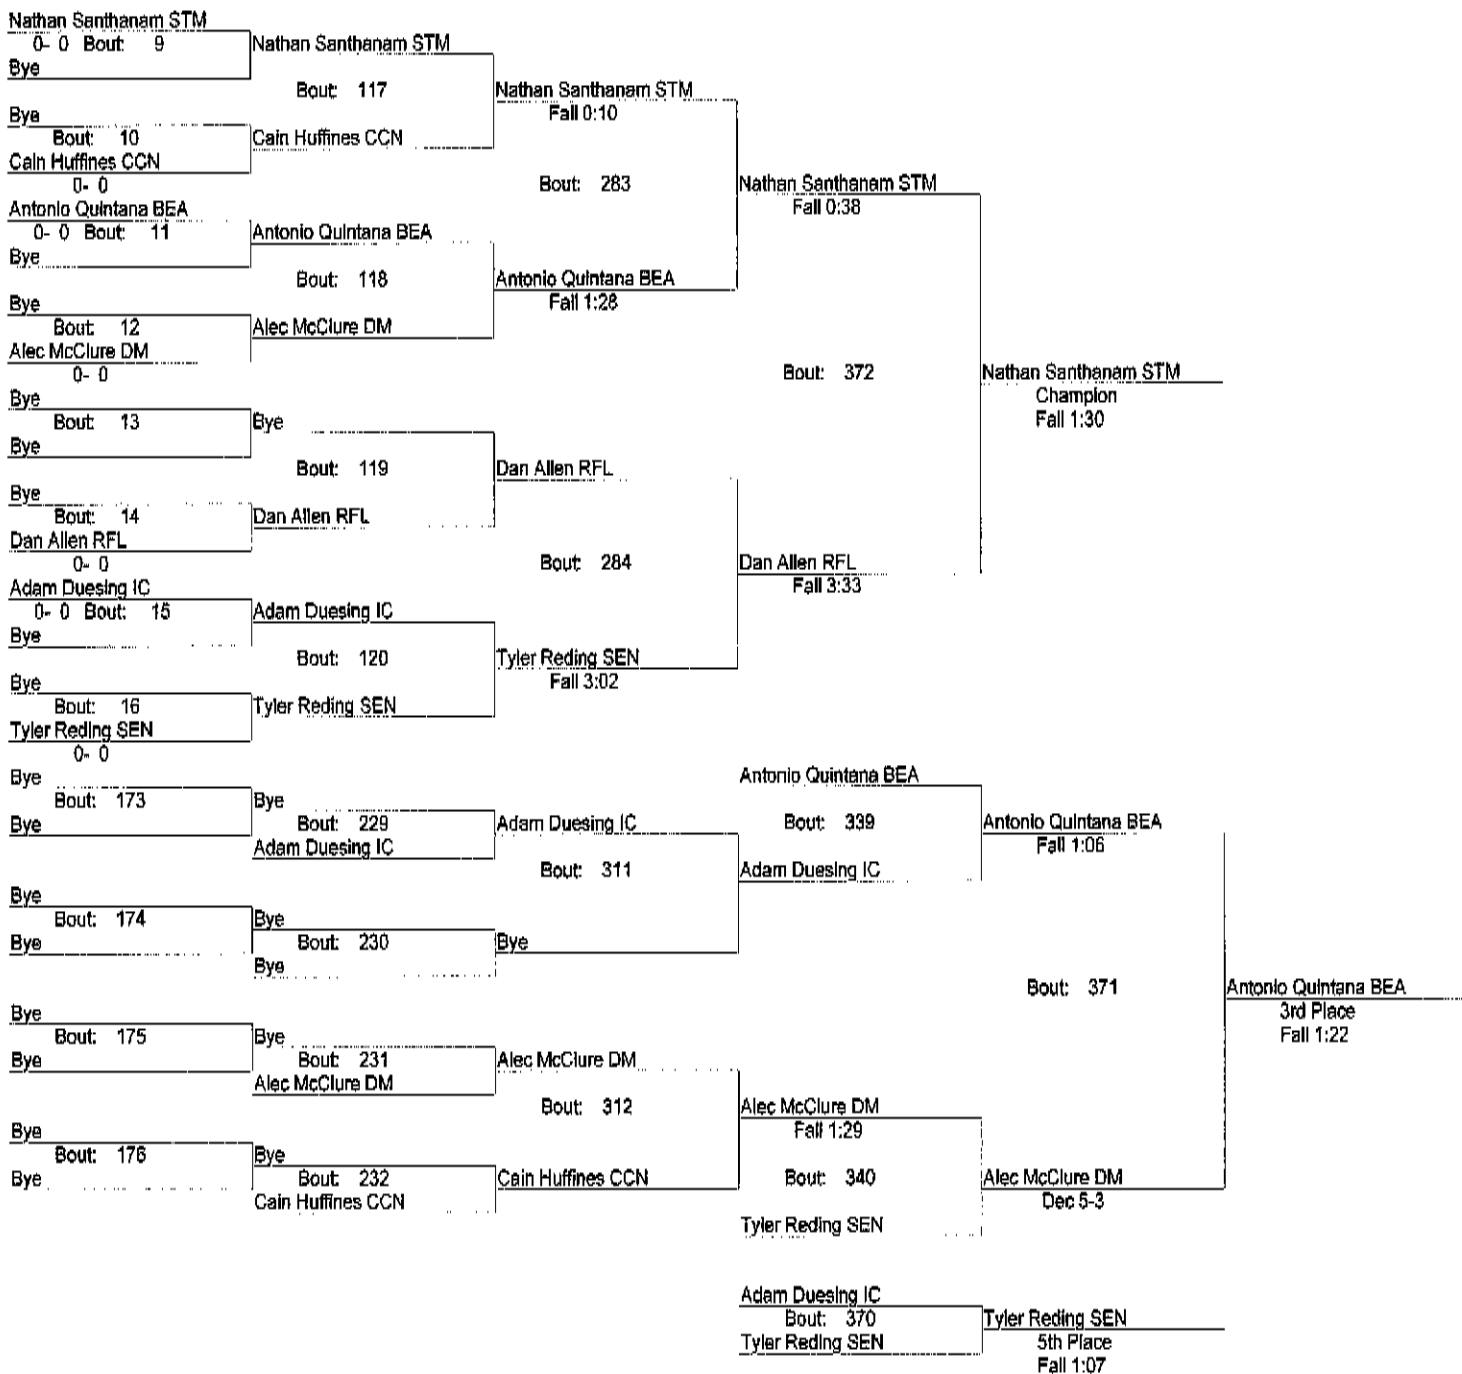 Nathan Santhanam STM
0- 0 Bout: 9
Bye
Nathan Santhanam STM
Bout: 117
Bye
Bout: 10
Cain Huffines CCN
Cain Huffines CCN
0- 0
Nathan Santhanam STM
Fall 0:10
Bout: 283
Antonio Quintana BEA
0- 0 Bout: 11
Bye
Antonio Quintana BEA
Bout: 118
Bye
Bout: 12
Alec McClure DM
Alec McClure DM
0- 0
Antonio Quintana BEA
Fall 1:28
Nathan Santhanam STM
Fall 0:38
Bout: 372
Nathan Santhanam STM
Champion
Fall 1:30
Bye
Bout: 13
Bye
Bye
Bout: 119
Bye
Bout: 14
Dan Allen RFL
Dan Allen RFL
0- 0
Dan Allen RFL
Bout: 284
Dan Allen RFL
Fall 3:33
Adam Duesing IC
0- 0 Bout: 15
Bye
Adam Duesing IC
Bout: 120
Bye
Bout: 16
Tyler Reding SEN
Tyler Reding SEN
0- 0
Tyler Reding SEN
Fall 3:02
Bye
Bout: 173
Bye
Bye
Bout: 229
Adam Duesing IC
Adam Duesing IC
Bout: 311
Bye
Bout: 174
Bye
Bye
Bout: 230
Bye
Bye
Antonio Quintana BEA
Bout: 339
Adam Duesing IC
Antonio Quintana BEA
Fall 1:06
Bout: 371
Antonio Quintana BEA
3rd Place
Fall 1:22
Bye
Bout: 175
Bye
Bye
Bout: 231
Alec McClure DM
Alec McClure DM
Bout: 312
Bye
Bout: 176
Bye
Bye
Bout: 232
Cain Huffines CCN
Cain Huffines CCN
Alec McClure DM
Fall 1:29
Bout: 340
Tyler Reding SEN
Alec McClure DM
Dec 5-3
Adam Duesing IC
Bout: 370
Tyler Reding SEN
Tyler Reding SEN
5th Place
Fall 1:07